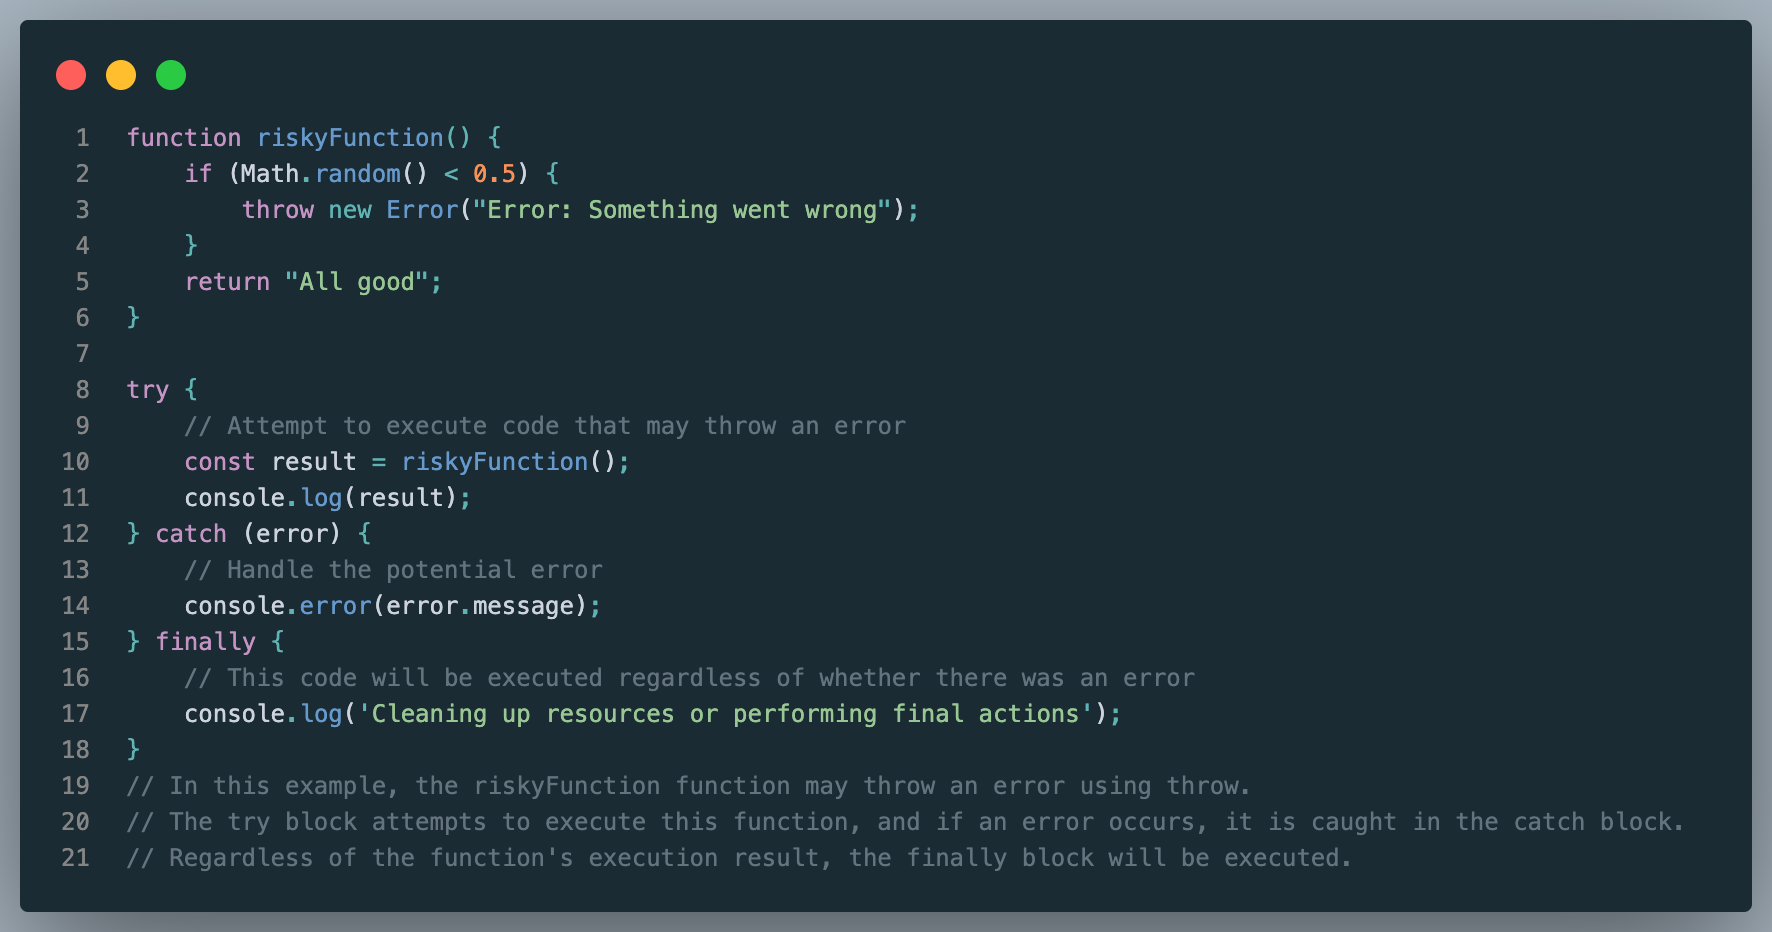 1 function riskyFunction() {
2     if (Math.random() < 0.5) {
3         throw new Error("Error: Something went wrong");
4     }
5     return "All good";
6 }
7
8 try {
9     // Attempt to execute code that may throw an error
10     const result = riskyFunction();
11     console.log(result);
12 } catch (error) {
13     // Handle the potential error
14     console.error(error.message);
15 } finally {
16     // This code will be executed regardless of whether there was an error
17     console.log('Cleaning up resources or performing final actions');
18 }
19 // In this example, the riskyFunction function may throw an error using throw.
20 // The try block attempts to execute this function, and if an error occurs, it is caught in the catch block.
21 // Regardless of the function's execution result, the finally block will be executed.